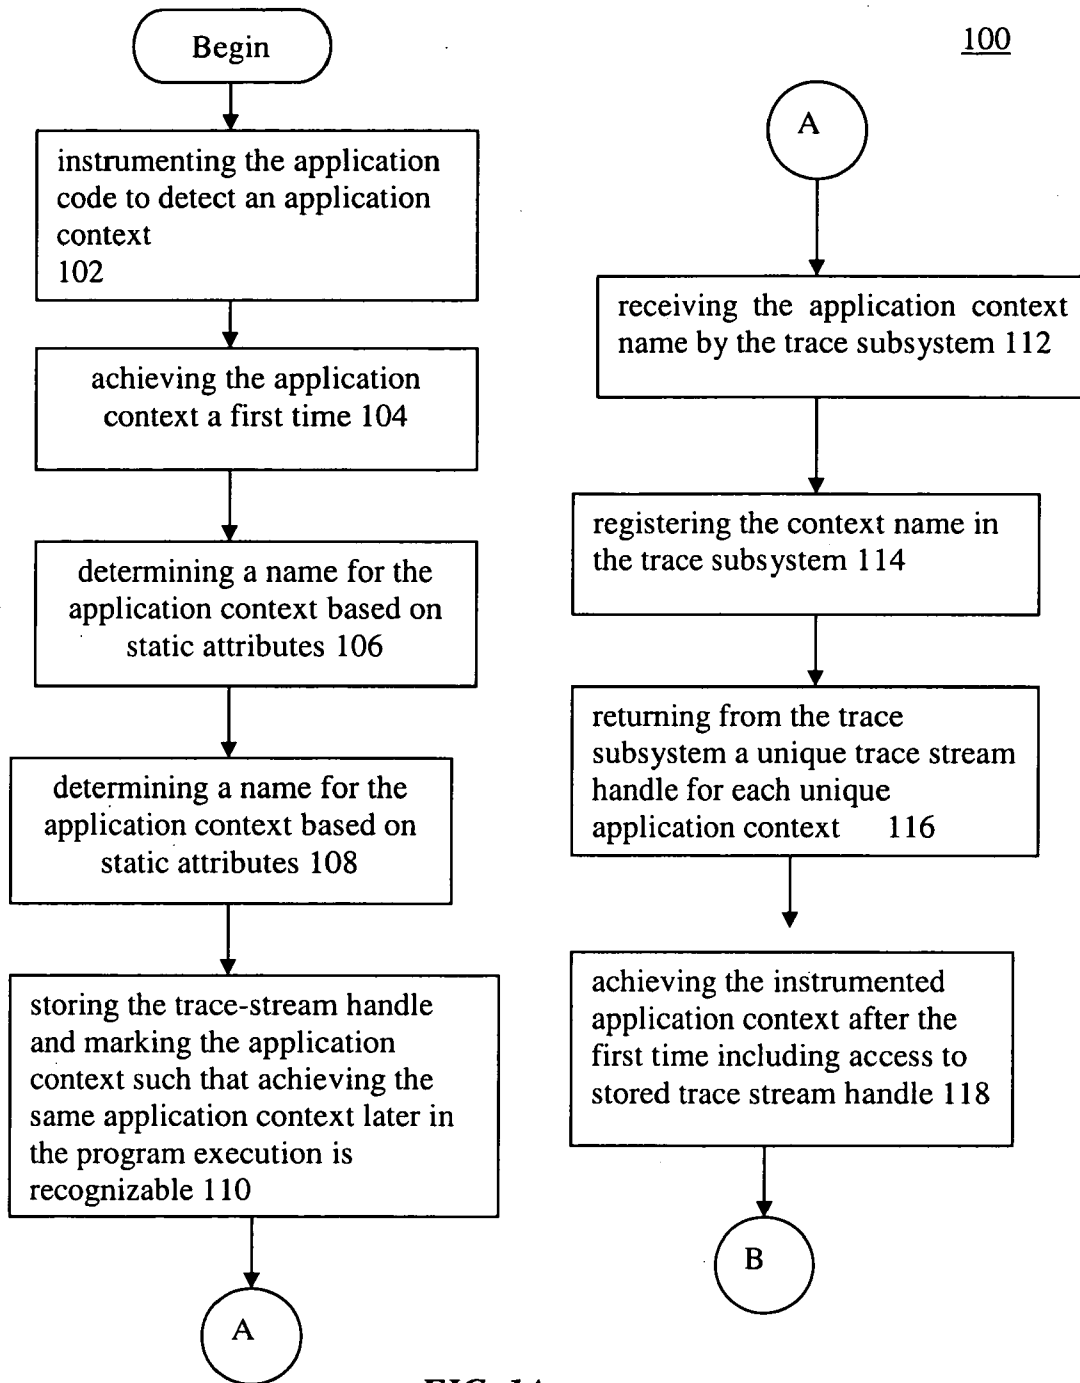 Begin
instrumenting the application
code to detect an application
context
102
achieving the application
context a first time 104
determining a name for the
application context based on
static attributes 106
determining a name for the
application context based on
static attributes 108
storing the trace-stream handle
and marking the application
context such that achieving the
same application context later in
the program execution is
recognizable 110
A
100
A
receiving the application context
name by the trace subsystem 112
registering the context name in
the trace subsystem 114
returning from the trace
subsystem a unique trace stream
handle for each unique
application context 116
achieving the instrumented
application context after the
first time including access to
stored trace stream handle 118
B